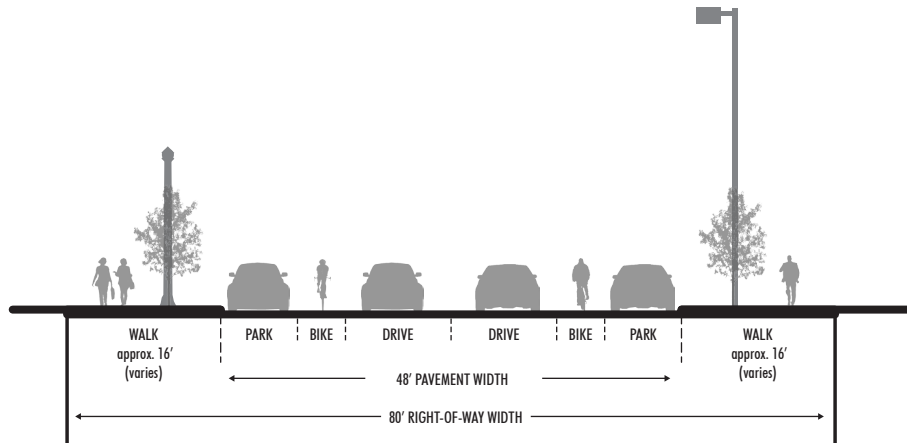 WALK
approx. 16’
(varies)
PARK
BIKE
DRIVE
DRIVE
BIKE
PARK
WALK
approx. 16’
(varies)
48’ PAVEMENT WIDTH
80’ RIGHT-OF-WAY WIDTH